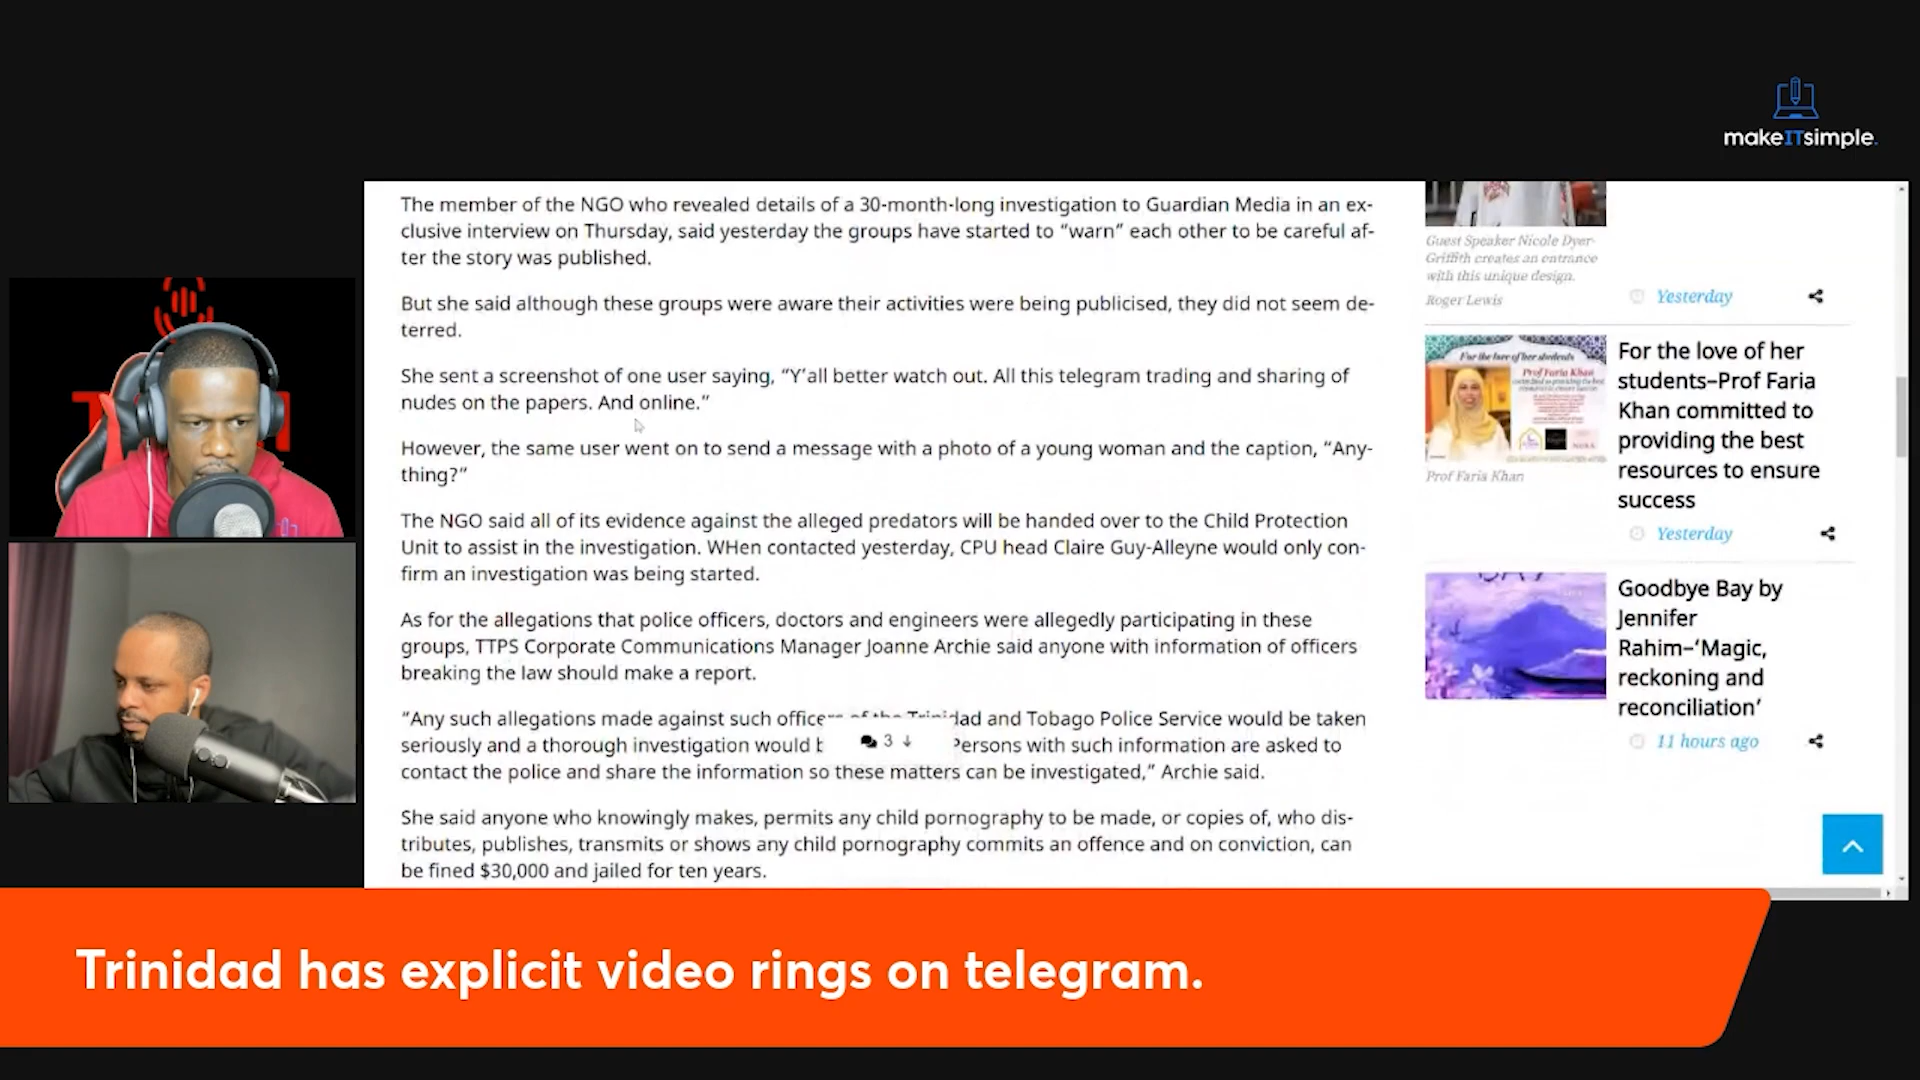 makeITsimple.
The member of the NGO who revealed details of a 30-month-long investigation to Guardian Media in an ex-
clusive interview on Thursday, said yesterday the groups have started to “warn” each other to be careful af-
ter the story was published.
But she said although these groups were aware their activities were being publicised, they did not seem de-
terred.
She sent a screenshot of one user saying, “Y’all better watch out. All this telegram trading and sharing of
nudes on the papers. And online.”
However, the same user went on to send a message with a photo of a young woman and the caption, “Any-
thing?”
The NGO said all of its evidence against the alleged predators will be handed over to the Child Protection
Unit to assist in the investigation. WHen contacted yesterday, CPU head Claire Guy-Alleyne would only con-
firm an investigation was being started.
As for the allegations that police officers, doctors and engineers were allegedly participating in these
groups, TTPS Corporate Communications Manager Joanne Archie said anyone with information of officers
breaking the law should make a report.
“Any such allegations made against such officers of the Trinidad and Tobago Police Service would be taken
seriously and a thorough investigation would Persons with such information are asked to
contact the police and share the information so these matters can be investigated,” Archie said.
3
She said anyone who knowingly makes, permits any child pornography to be made, or copies of, who dis-
tributes, publishes, transmits or shows any child pornography commits an offence and on conviction, can
be fined $30,000 and jailed for ten years.
Guest Speaker Nicole Dyer-
Griffith creates an entrance
with this unique design.
Roger Lewis
Yesterday
For the love of her students
Prof Faria Khan
Prof Faria Khan
For the love of her
students–Prof Faria
Khan committed to
providing the best
resources to ensure
success
Yesterday
Goodbye Bay by
Jennifer
Rahim–‘Magic,
reckoning and
reconciliation’
11 hours ago
Trinidad has explicit video rings on telegram.